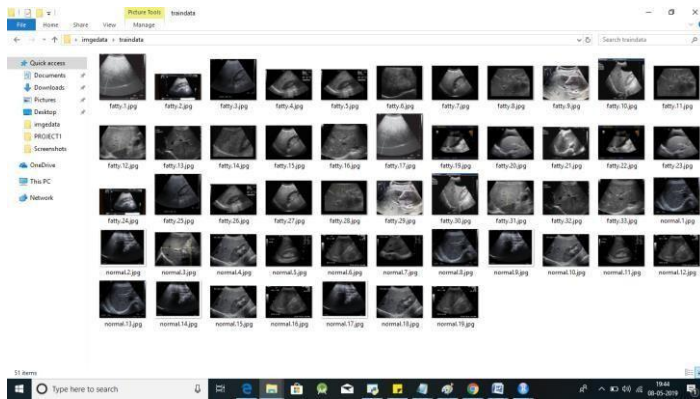 Picture Tools traindata
File Home Share View Manage
imgedata › traindata
Search traindata
Quick access
Documents
Downloads
Pictures
Desktop
imgedata
PROJECT1
Screenshots
OneDrive
This PC
Network
fatty.1.jpg fatty.2.jpg fatty.3.jpg fatty.4.jpg fatty.5.jpg fatty.6.jpg fatty.7.jpg fatty.8.jpg fatty.9.jpg fatty.10.jpg fatty.11.jpg
fatty.12.jpg fatty.13.jpg fatty.14.jpg fatty.15.jpg fatty.16.jpg fatty.17.jpg fatty.19.jpg fatty.20.jpg fatty.21.jpg fatty.22.jpg fatty.23.jpg
fatty.24.jpg fatty.25.jpg fatty.26.jpg fatty.27.jpg fatty.28.jpg fatty.29.jpg fatty.30.jpg fatty.31.jpg fatty.32.jpg fatty.33.jpg normal.1.jpg
normal.2.jpg normal.3.jpg normal.4.jpg normal.5.jpg normal.6.jpg normal.7.jpg normal.8.jpg normal.9.jpg normal.10.jpg normal.11.jpg normal.12.jpg
normal.13.jpg normal.14.jpg normal.15.jpg normal.16.jpg normal.17.jpg normal.18.jpg normal.19.jpg
51 items
Type here to search
19:44
08-05-2019